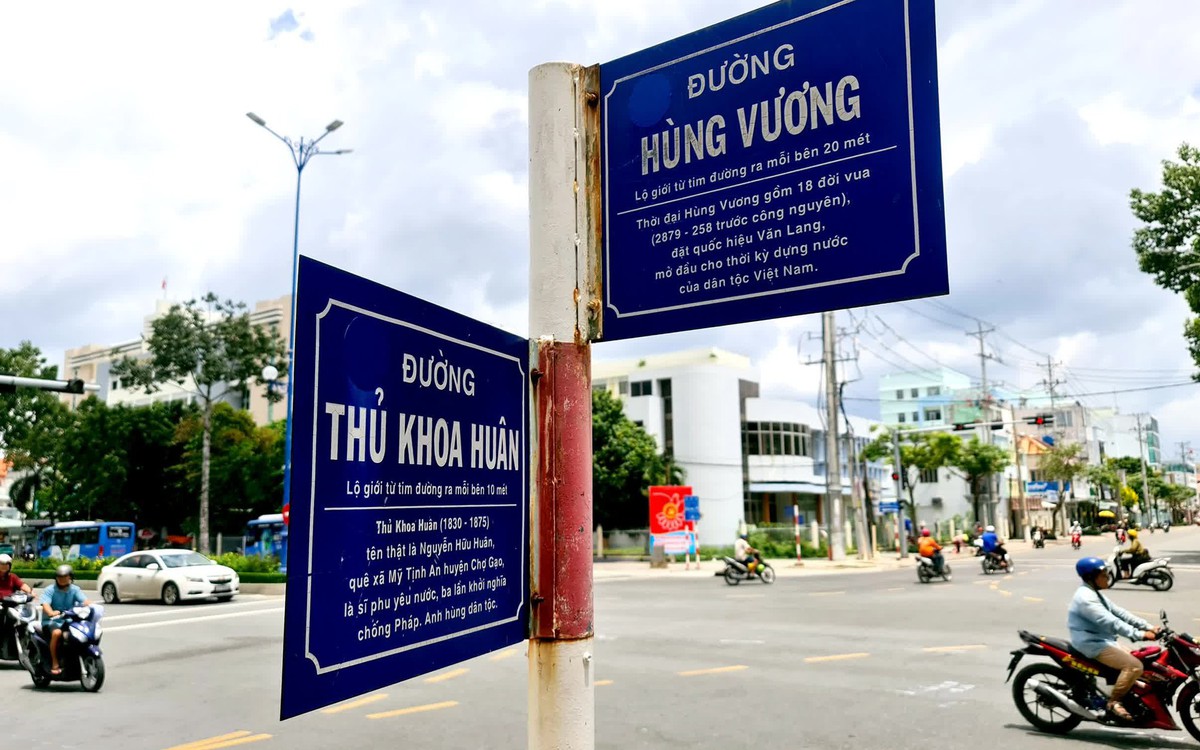 ĐƯỜNG
HÙNG VƯƠNG
Lộ giới từ tim đường ra mỗi bên 20 mét
Thời đại Hùng Vương gồm 18 đời vua
(2879 - 258 trước công nguyên),
đặt quốc hiệu Văn Lang,
mở đầu cho thời kỳ dựng nước
của dân tộc Việt Nam.
ĐƯỜNG
THỦ KHOA HUÂN
Lộ giới từ tim đường ra mỗi bên 10 mét
Thủ Khoa Huân (1830 - 1875)
tên thật là Nguyễn Hữu Huân,
quê xã Mỹ Tịnh An huyện Chợ Gạo,
là sĩ phu yêu nước, ba lần khởi nghĩa
chống Pháp. Anh hùng dân tộc.